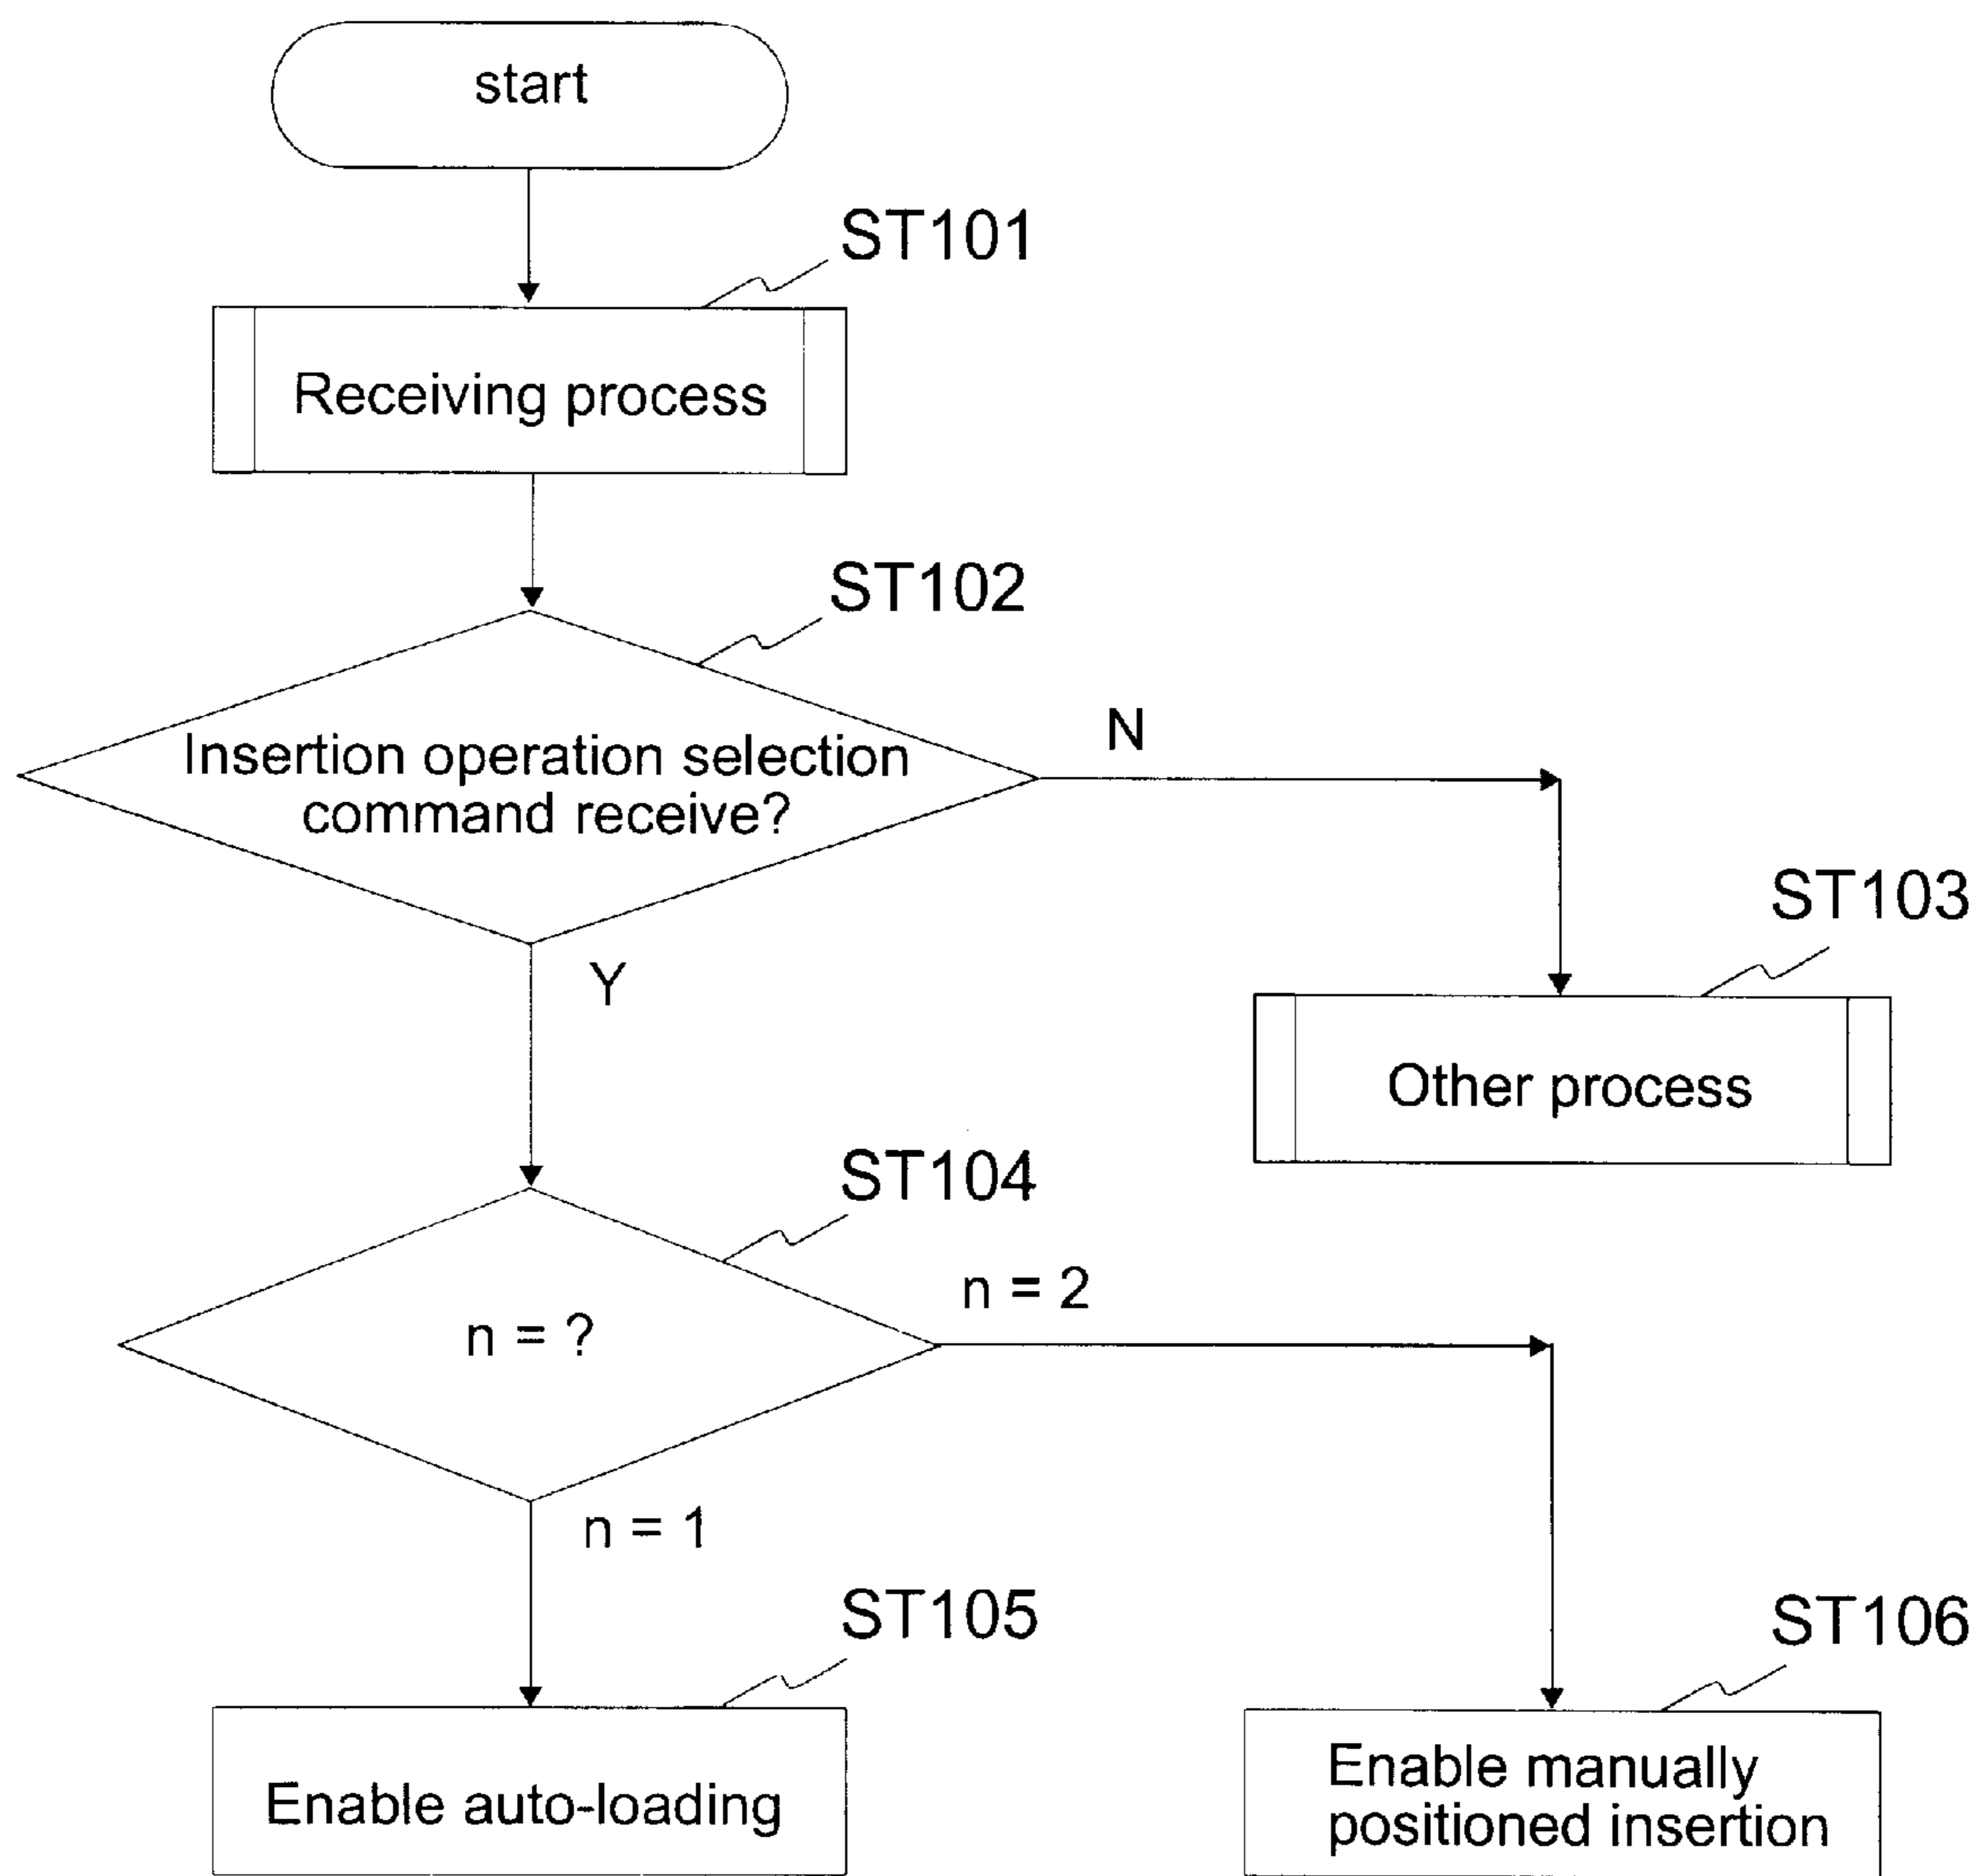 start
ST101
Receiving process
ST102
Insertion operation selection
command receive?
N
Y
ST103
Other process
ST104
n = ?
n = 2
n = 1
ST105
Enable auto-loading
ST106
Enable manually
positioned insertion